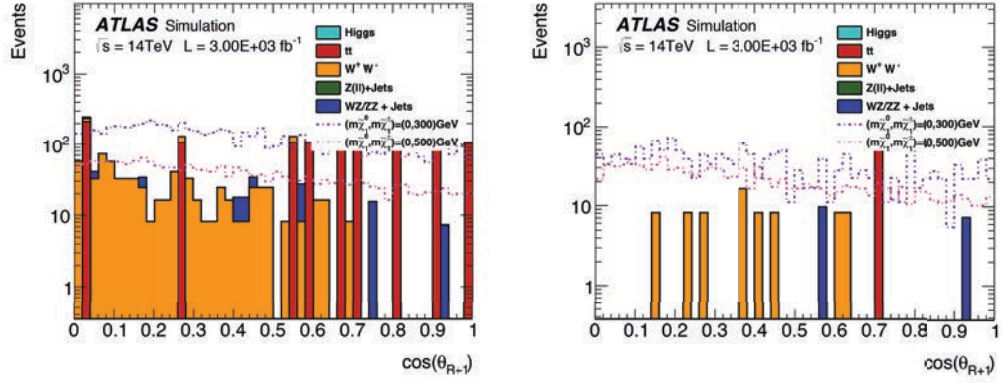 Events
ATLAS Simulation
√s = 14TeV L = 3.00E+03 fb⁻¹
Higgs
tt
W⁺ W⁻
Z(ll)+Jets
WZ/ZZ + Jets
(mχ̃₁⁰,mχ̃₁±)=(0,300)GeV
(mχ̃₁⁰,mχ̃₁±)=(0,500)GeV
10³
10²
10
1
0 0.1 0.2 0.3 0.4 0.5 0.6 0.7 0.8 0.9 1
cos(θR+1)
Events
ATLAS Simulation
√s = 14TeV L = 3.00E+03 fb⁻¹
Higgs
tt
W⁺ W⁻
Z(ll)+Jets
WZ/ZZ + Jets
(mχ̃₁⁰,mχ̃₁±)=(0,300)GeV
(mχ̃₁⁰,mχ̃₁±)=(0,500)GeV
10³
10²
10
1
0 0.1 0.2 0.3 0.4 0.5 0.6 0.7 0.8 0.9 1
cos(θR+1)